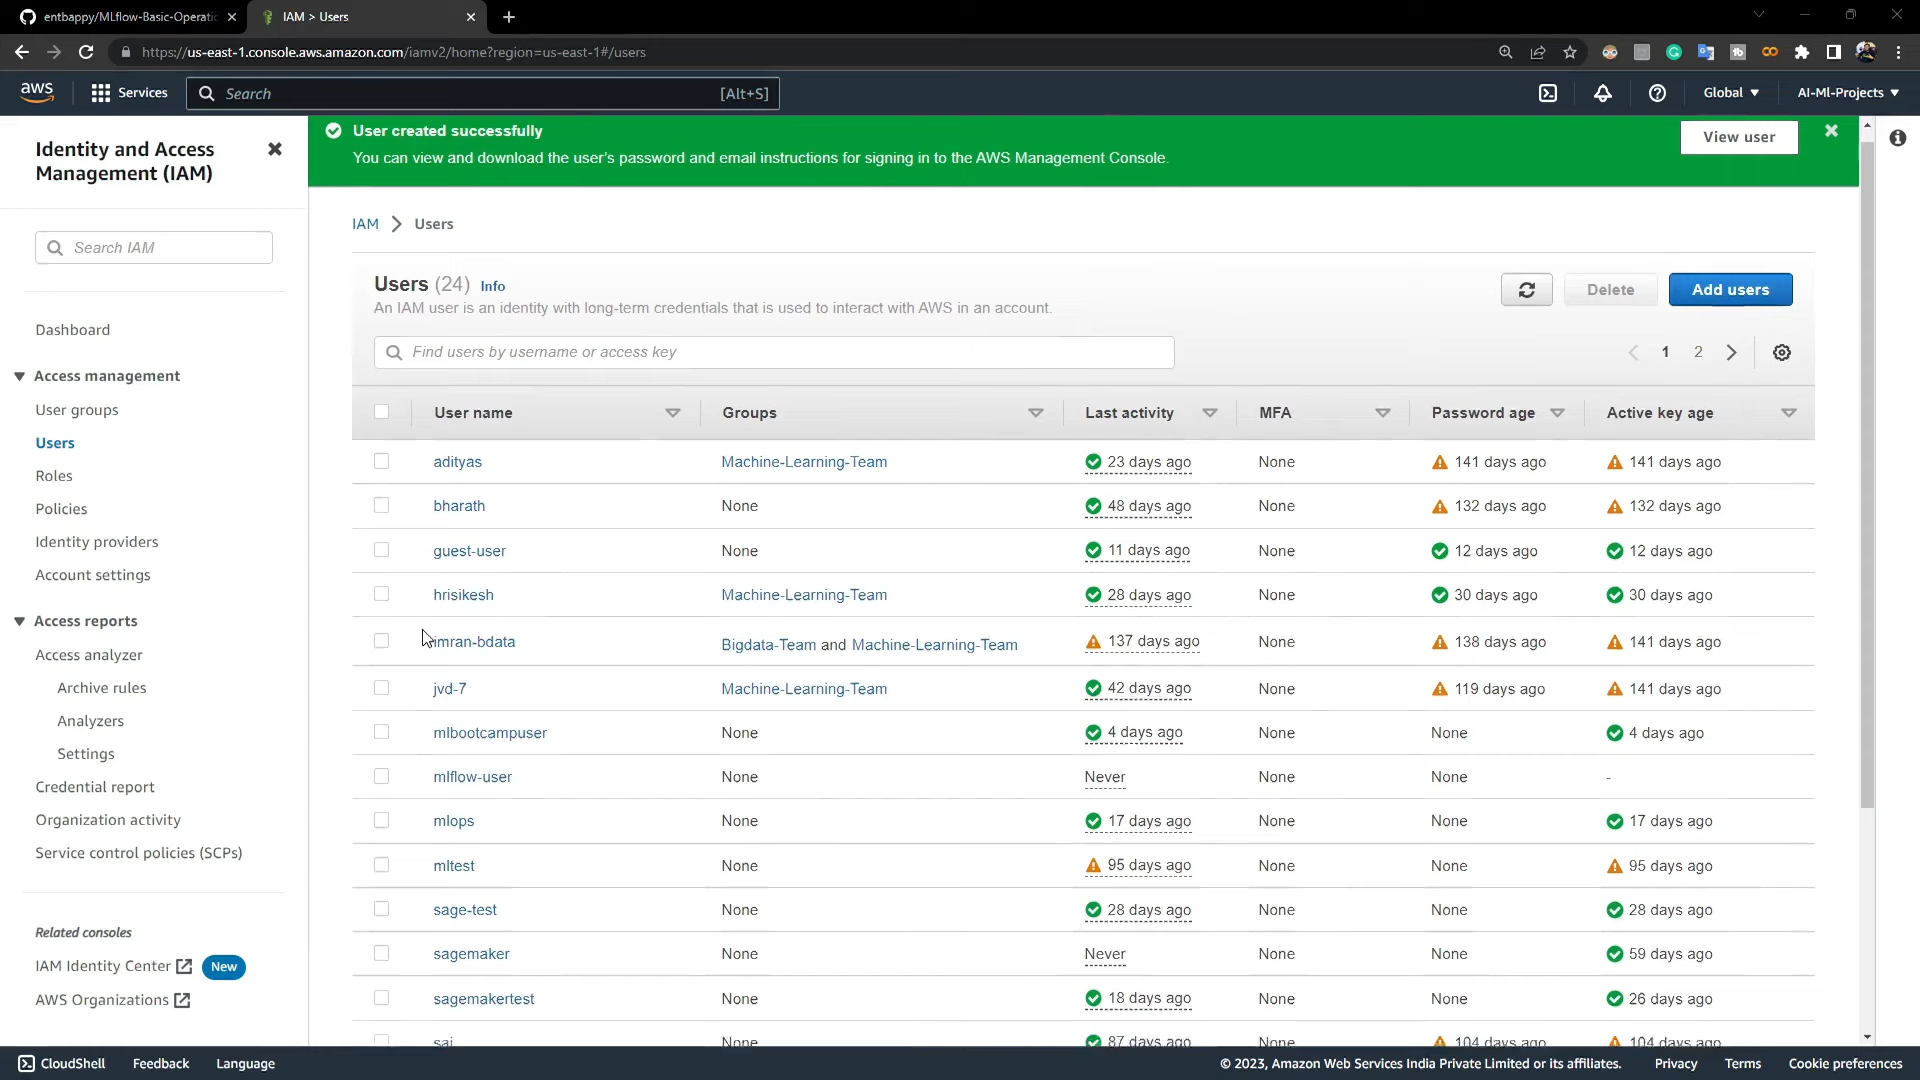 entbappy/MLflow-Basic-Operatic
IAM > Users
https://us-east-1.console.aws.amazon.com/iamv2/home?region=us-east-1#/users
aws
Services
Search
[Alt+S]
Global
AI-Ml-Projects
Identity and Access Management (IAM)
Search IAM
Dashboard
Access management
User groups
Users
Roles
Policies
Identity providers
Account settings
Access reports
Access analyzer
Archive rules
Analyzers
Settings
Credential report
Organization activity
Service control policies (SCPs)
Related consoles
IAM Identity Center New
AWS Organizations
User created successfully
You can view and download the user's password and email instructions for signing in to the AWS Management Console.
View user
IAM > Users
Users (24) Info
An IAM user is an identity with long-term credentials that is used to interact with AWS in an account.
Delete
Add users
Find users by username or access key
1 2
User name Groups Last activity MFA Password age Active key age
adityas Machine-Learning-Team 23 days ago None 141 days ago 141 days ago
bharath None 48 days ago None 132 days ago 132 days ago
guest-user None 11 days ago None 12 days ago 12 days ago
hrisikesh Machine-Learning-Team 28 days ago None 30 days ago 30 days ago
imran-bdata Bigdata-Team and Machine-Learning-Team 137 days ago None 138 days ago 141 days ago
jvd-7 Machine-Learning-Team 42 days ago None 119 days ago 141 days ago
mlbootcampuser None 4 days ago None None 4 days ago
mlflow-user None Never None None -
mlops None 17 days ago None None 17 days ago
mltest None 95 days ago None None 95 days ago
sage-test None 28 days ago None None 28 days ago
sagemaker None Never None None 59 days ago
sagemakertest None 18 days ago None None 26 days ago
sai None 87 days ago None 104 days ago 104 days ago
CloudShell Feedback Language
© 2023, Amazon Web Services India Private Limited or its affiliates. Privacy Terms Cookie preferences